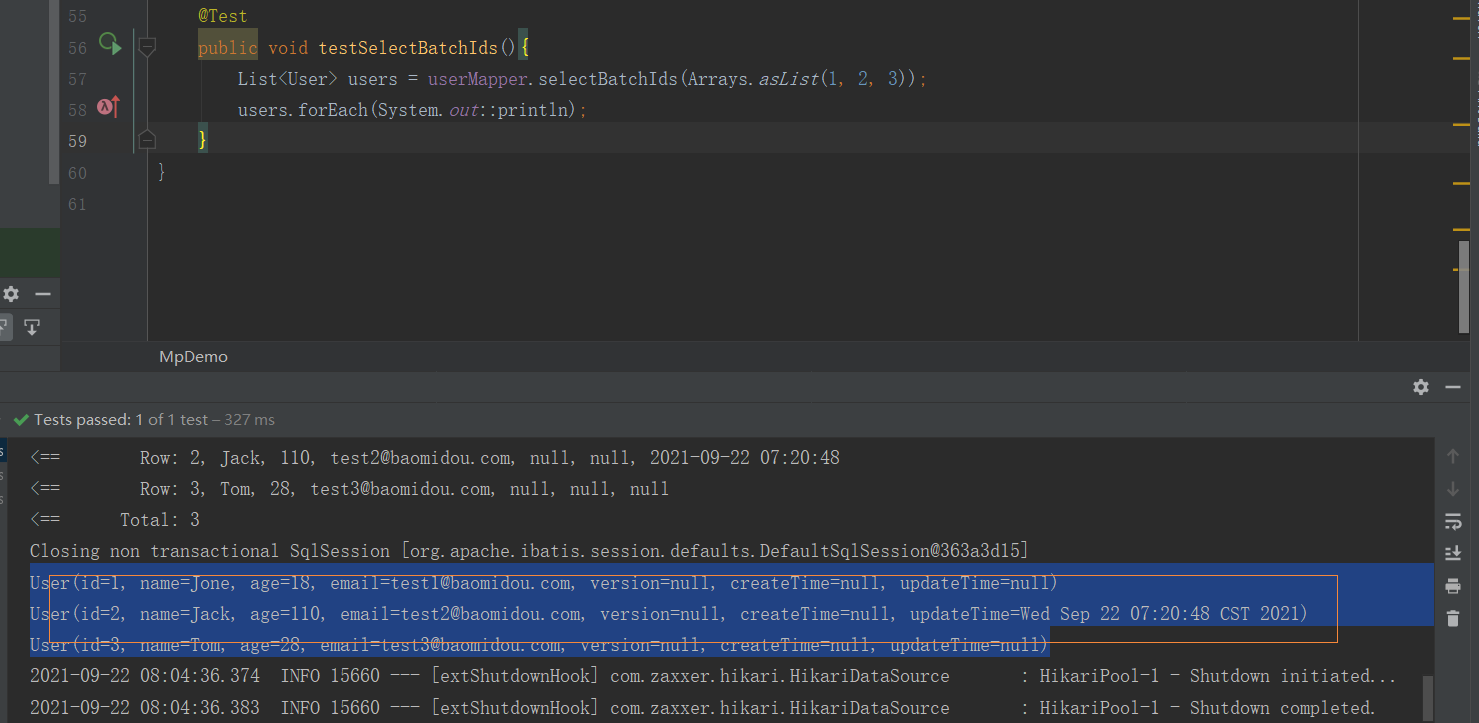 55 @Test
56 public void testSelectBatchIds(){
57 List<User> users = userMapper.selectBatchIds(Arrays.asList(1, 2, 3));
58 users.forEach(System.out::println);
59 }
60 }
61
MpDemo
Tests passed: 1 of 1 test – 327 ms
<== Row: 2, Jack, 110, test2@baomidou.com, null, null, 2021-09-22 07:20:48
<== Row: 3, Tom, 28, test3@baomidou.com, null, null, null
<== Total: 3
Closing non transactional SqlSession [org.apache.ibatis.session.defaults.DefaultSqlSession@363a3d15]
User(id=1, name=Jone, age=18, email=test1@baomidou.com, version=null, createTime=null, updateTime=null)
User(id=2, name=Jack, age=110, email=test2@baomidou.com, version=null, createTime=null, updateTime=Wed Sep 22 07:20:48 CST 2021)
User(id=3, name=Tom, age=28, email=test3@baomidou.com, version=null, createTime=null, updateTime=null)
2021-09-22 08:04:36.374 INFO 15660 --- [extShutdownHook] com.zaxxer.hikari.HikariDataSource : HikariPool-1 - Shutdown initiated...
2021-09-22 08:04:36.383 INFO 15660 --- [extShutdownHook] com.zaxxer.hikari.HikariDataSource : HikariPool-1 - Shutdown completed.